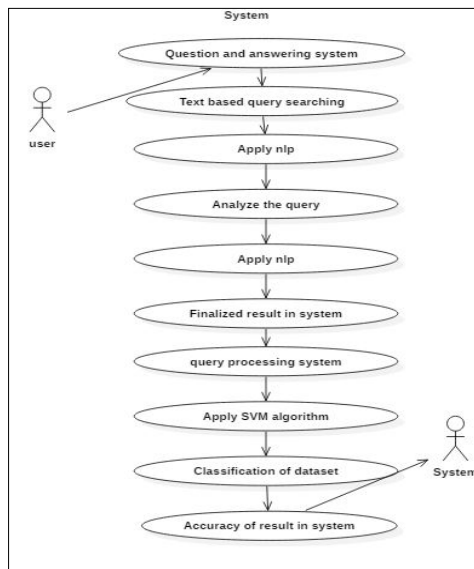 System
Question and answering system
Text based query searching
user
Apply nlp
Analyze the query
Apply nlp
Finalized result in system
query processing system
Apply SVM algorithm
Classification of dataset
System
Accuracy of result in system